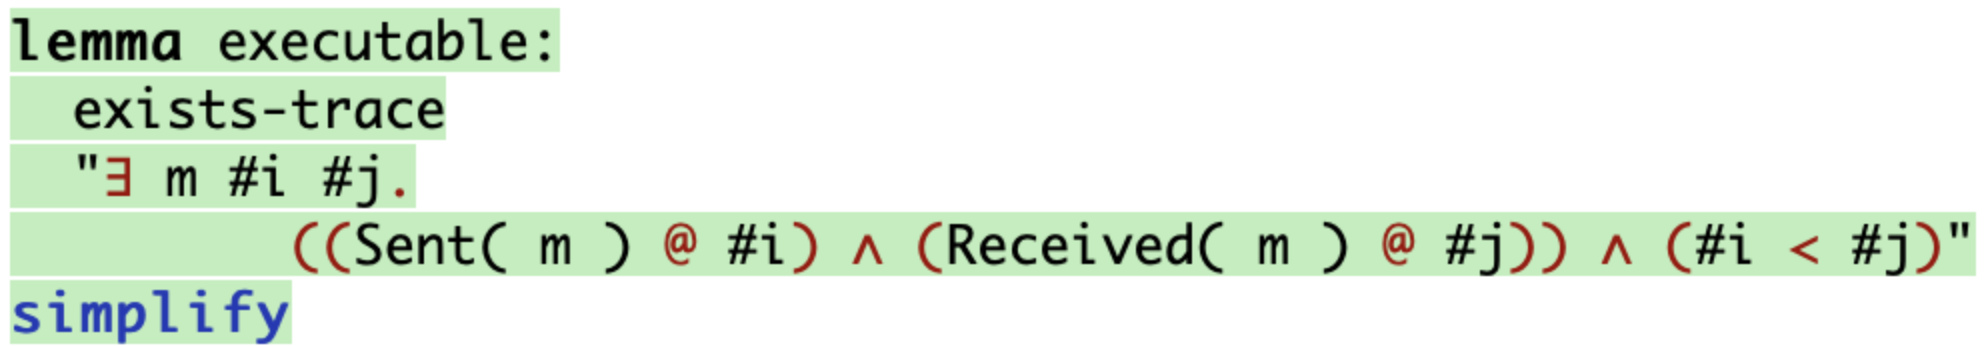 lemma executable:
exists-trace
"∃ m #i #j.
((Sent( m ) @ #i) ∧ (Received( m ) @ #j)) ∧ (#i < #j)"
simplify